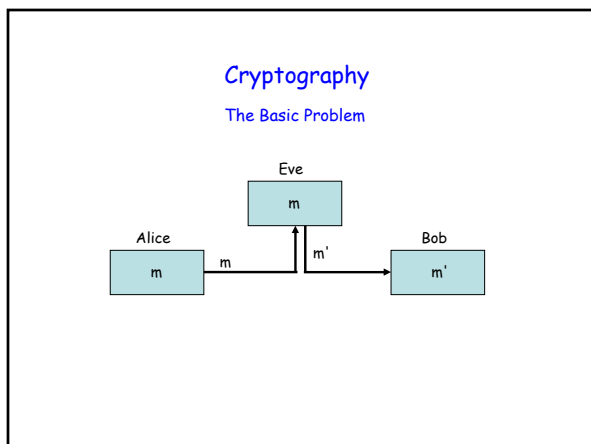 Cryptography
The Basic Problem
Eve
m
Alice
Bob
m
m
m'
m'